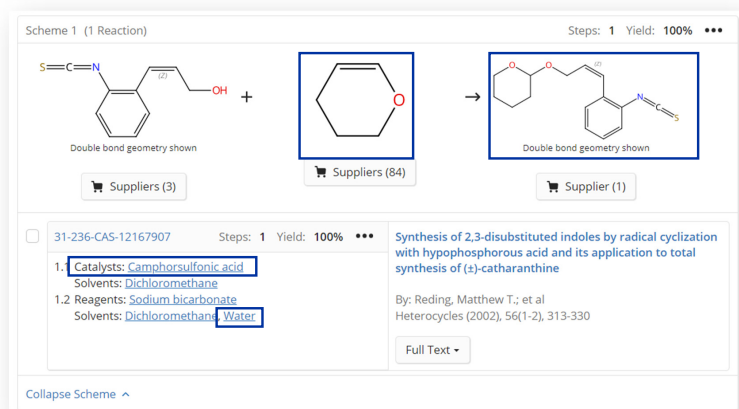 Scheme 1 (1 Reaction)
Steps: 1 Yield: 100% •••
S=C=N
(Z)
OH
Double bond geometry shown
Suppliers (3)
+
O
Suppliers (84)
→
O
O
(Z)
N
C
S
Double bond geometry shown
Supplier (1)
31-236-CAS-12167907
Steps: 1 Yield: 100% •••
1.1 Catalysts: Camphorsulfonic acid
Solvents: Dichloromethane
1.2 Reagents: Sodium bicarbonate
Solvents: Dichloromethane, Water
Synthesis of 2,3-disubstituted indoles by radical cyclization
with hypophosphorous acid and its application to total
synthesis of (±)-catharanthine
By: Reding, Matthew T.; et al
Heterocycles (2002), 56(1-2), 313-330
Full Text
Collapse Scheme